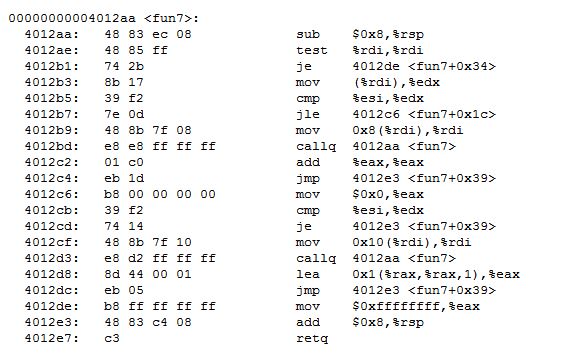 00000000004012aa <fun7>:
  4012aa:	48 83 ec 08          	sub    $0x8,%rsp
  4012ae:	48 85 ff             	test   %rdi,%rdi
  4012b1:	74 2b                	je     4012de <fun7+0x34>
  4012b3:	8b 17                	mov    (%rdi),%edx
  4012b5:	39 f2                	cmp    %esi,%edx
  4012b7:	7e 0d                	jle    4012c6 <fun7+0x1c>
  4012b9:	48 8b 7f 08          	mov    0x8(%rdi),%rdi
  4012bd:	e8 e8 ff ff ff       	callq  4012aa <fun7>
  4012c2:	01 c0                	add    %eax,%eax
  4012c4:	eb 1d                	jmp    4012e3 <fun7+0x39>
  4012c6:	b8 00 00 00 00       	mov    $0x0,%eax
  4012cb:	39 f2                	cmp    %esi,%edx
  4012cd:	74 14                	je     4012e3 <fun7+0x39>
  4012cf:	48 8b 7f 10          	mov    0x10(%rdi),%rdi
  4012d3:	e8 d2 ff ff ff       	callq  4012aa <fun7>
  4012d8:	8d 44 00 01          	lea    0x1(%rax,%rax,1),%eax
  4012dc:	eb 05                	jmp    4012e3 <fun7+0x39>
  4012de:	b8 ff ff ff ff       	mov    $0xffffffff,%eax
  4012e3:	48 83 c4 08          	add    $0x8,%rsp
  4012e7:	c3                   	retq